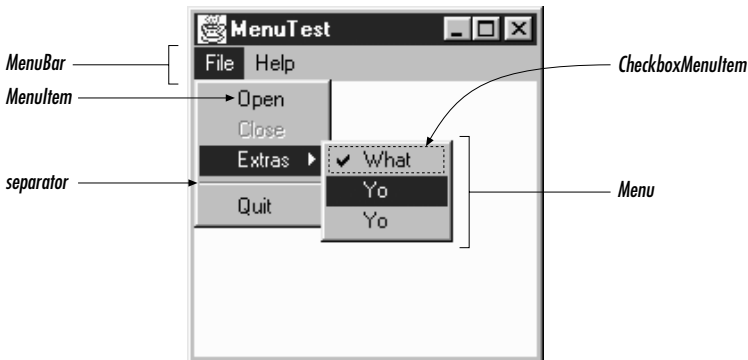 MenuTest
MenuBar
File Help
CheckboxMenuItem
MenuItem
Open
Close
Extras
What
separator
Yo
Menu
Quit
Yo